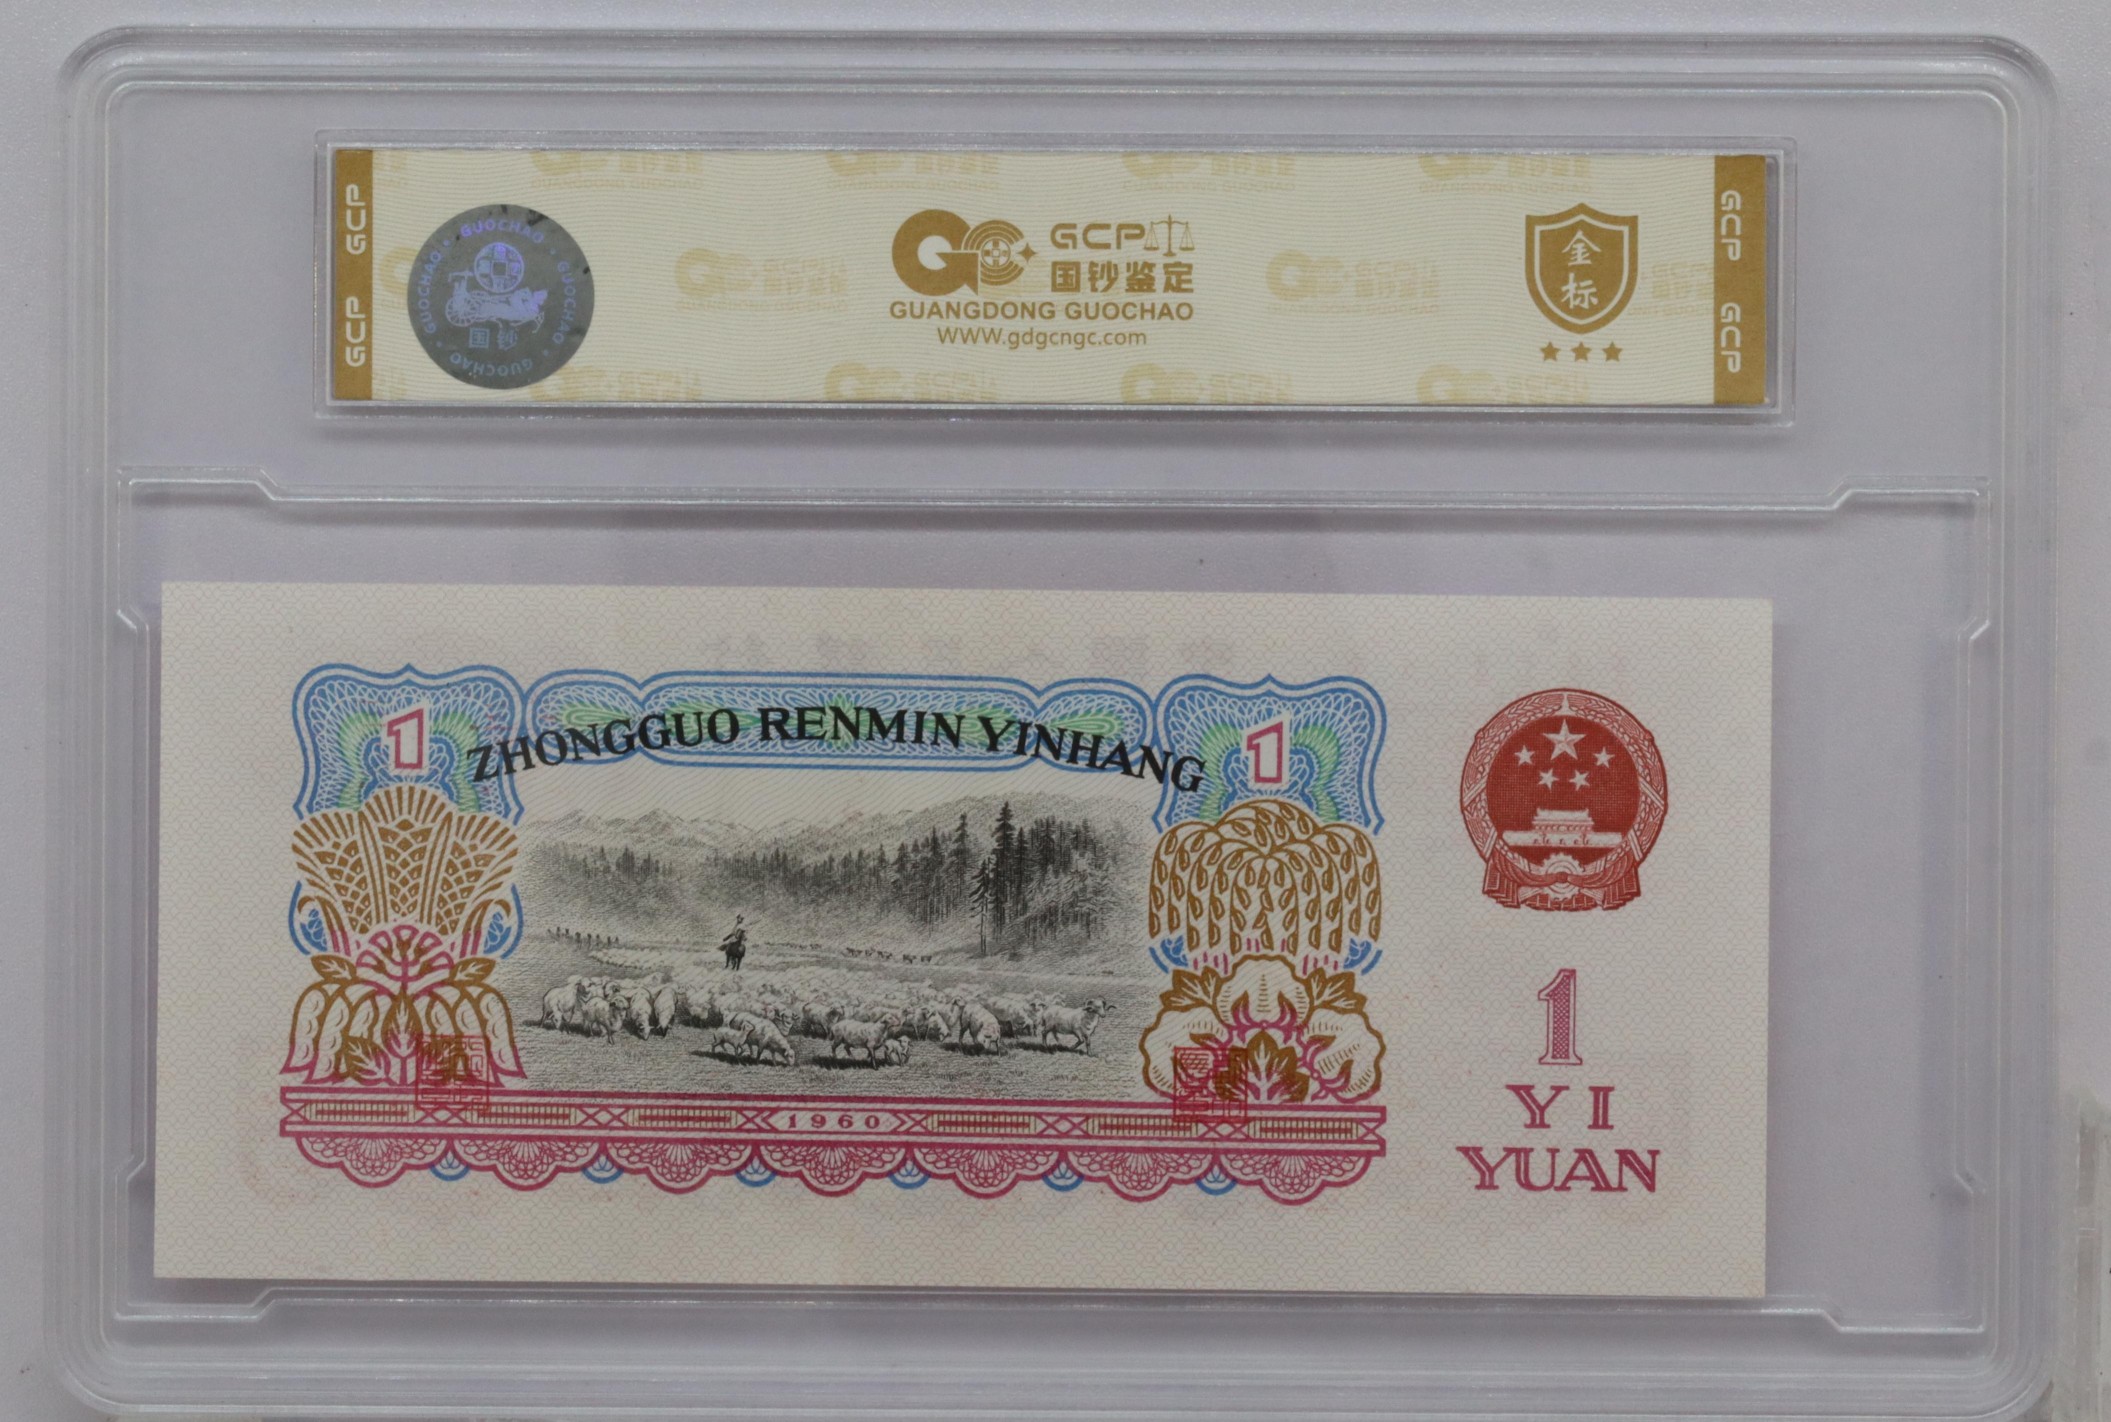 GCP GCP
GUOCHAO • GUOCHAO • GUOCHAO • GUOCHAO •
国钞
GCP
国钞鉴定
GUANGDONG GUOCHAO
WWW.gdgcngc.com
金
标
GCP GCP
1 ZHONGGUO RENMIN YINHANG 1
1960
1
YI
YUAN